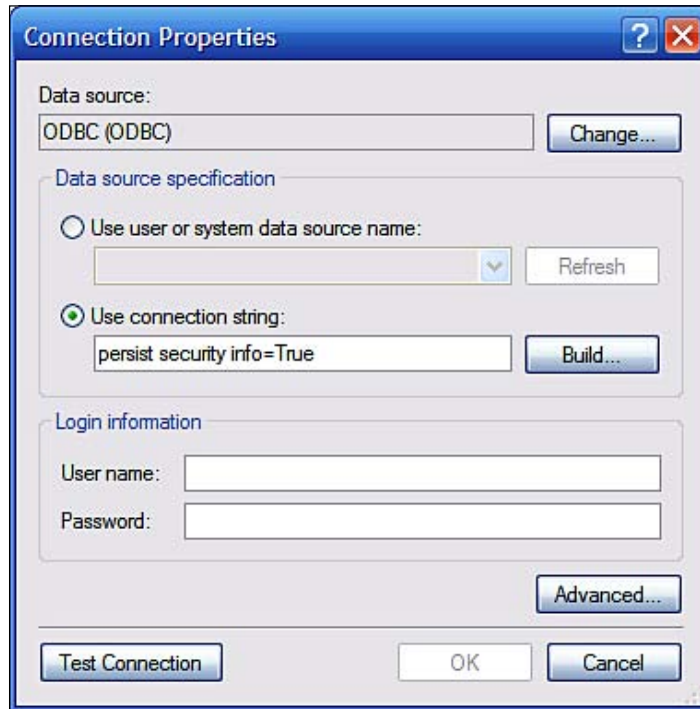 Connection Properties
Data source:
ODBC (ODBC)
Change...
Data source specification
Use user or system data source name:
Refresh
Use connection string:
persist security info=True
Build...
Login information
User name:
Password:
Advanced...
Test Connection
OK
Cancel